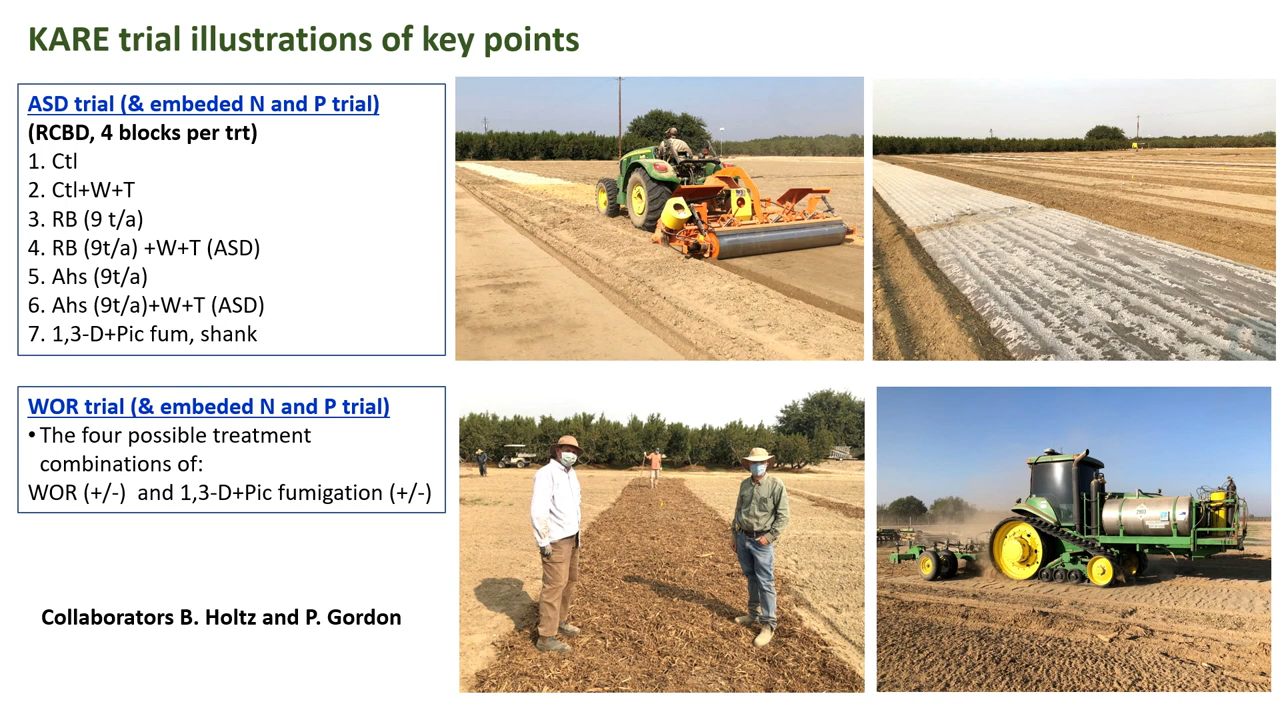 KARE trial illustrations of key points
ASD trial (& embeded N and P trial)
(RCBD, 4 blocks per trt)
1. Ctl
2. Ctl+W+T
3. RB (9 t/a)
4. RB (9t/a) +W+T (ASD)
5. Ahs (9t/a)
6. Ahs (9t/a)+W+T (ASD)
7. 1,3-D+Pic fum, shank
WOR trial (& embeded N and P trial)
• The four possible treatment
combinations of:
WOR (+/-)  and 1,3-D+Pic fumigation (+/-)
Collaborators B. Holtz and P. Gordon